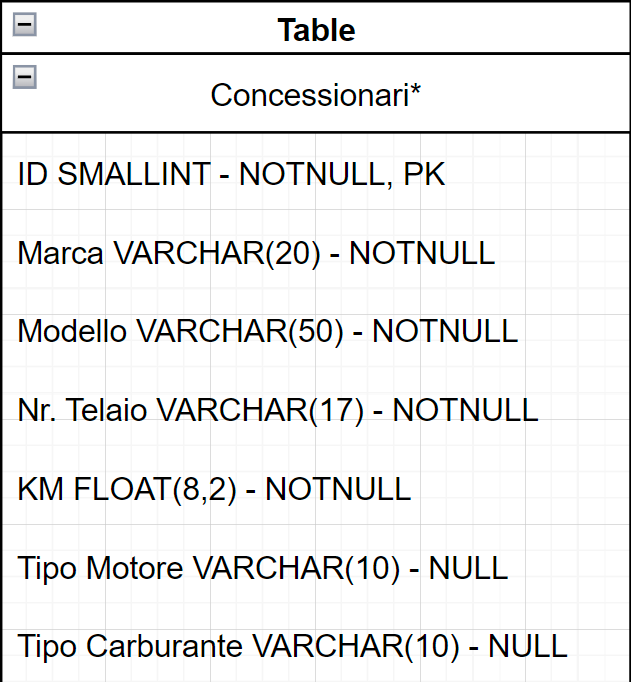 Table
Concessionari*
ID SMALLINT - NOTNULL, PK
Marca VARCHAR(20) - NOTNULL
Modello VARCHAR(50) - NOTNULL
Nr. Telaio VARCHAR(17) - NOTNULL
KM FLOAT(8,2) - NOTNULL
Tipo Motore VARCHAR(10) - NULL
Tipo Carburante VARCHAR(10) - NULL